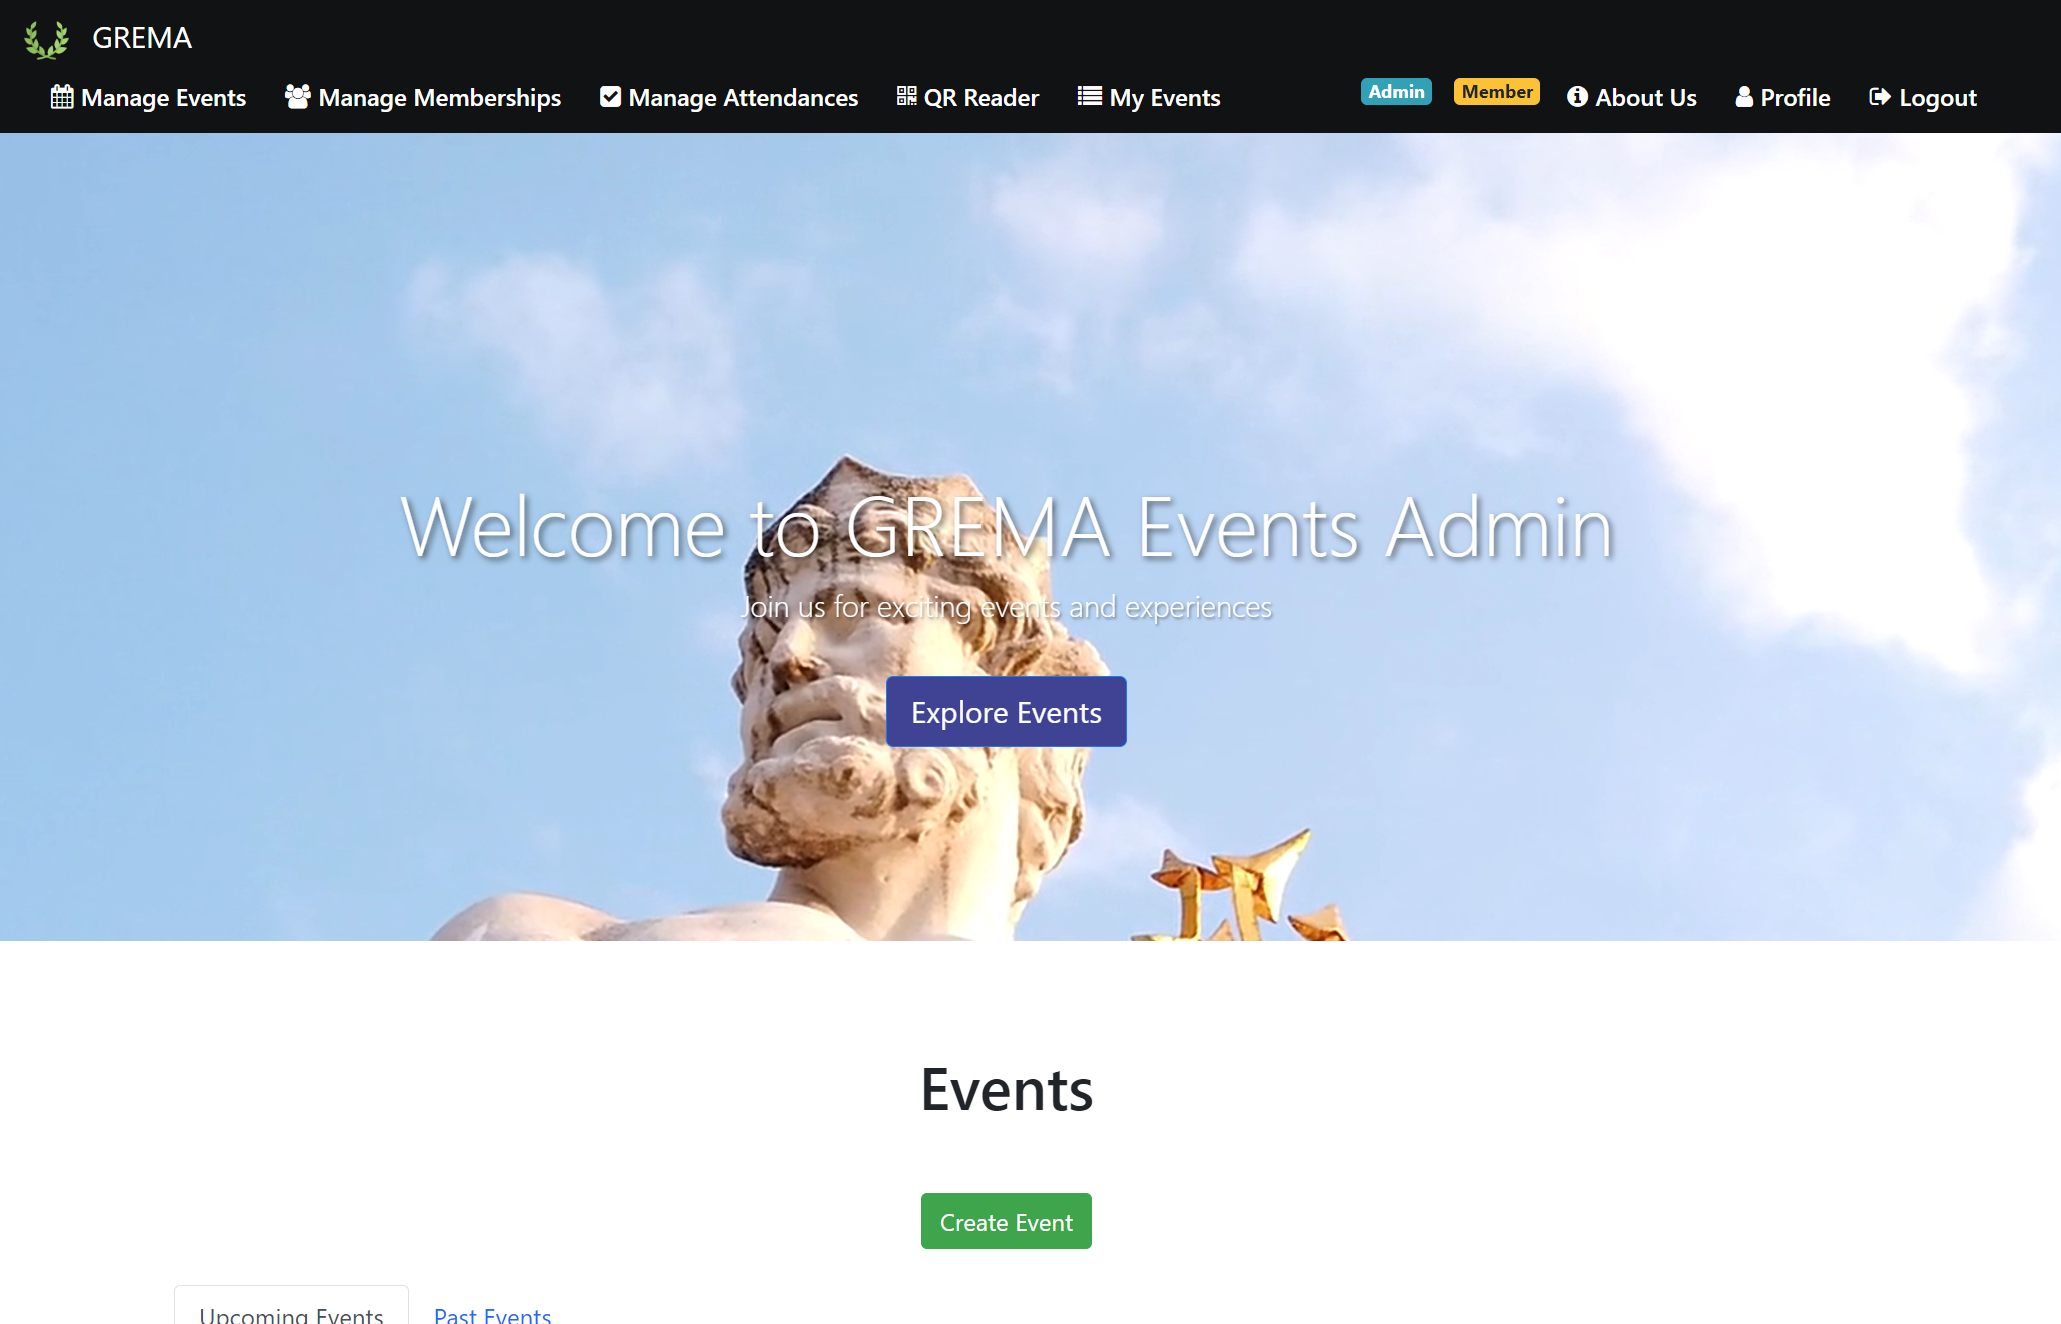 GREMA
Manage Events Manage Memberships Manage Attendances QR Reader My Events Admin Member About Us Profile Logout
Welcome to GREMA Events Admin
Join us for exciting events and experiences
Explore Events
Events
Create Event
Upcoming Events Past Events